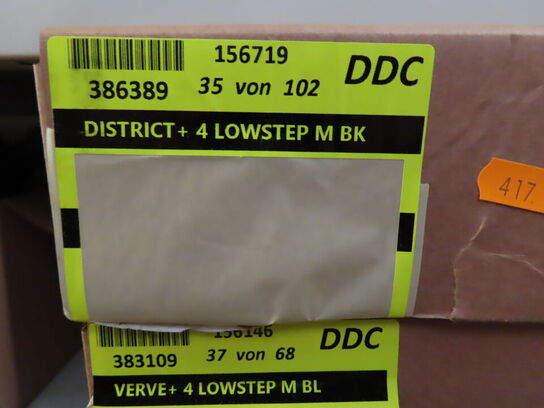 156719
386389 35 von 102 DDC
DISTRICT+ 4 LOWSTEP M BK
417.
156146
383109 37 von 68 DDC
VERVE+ 4 LOWSTEP M BL